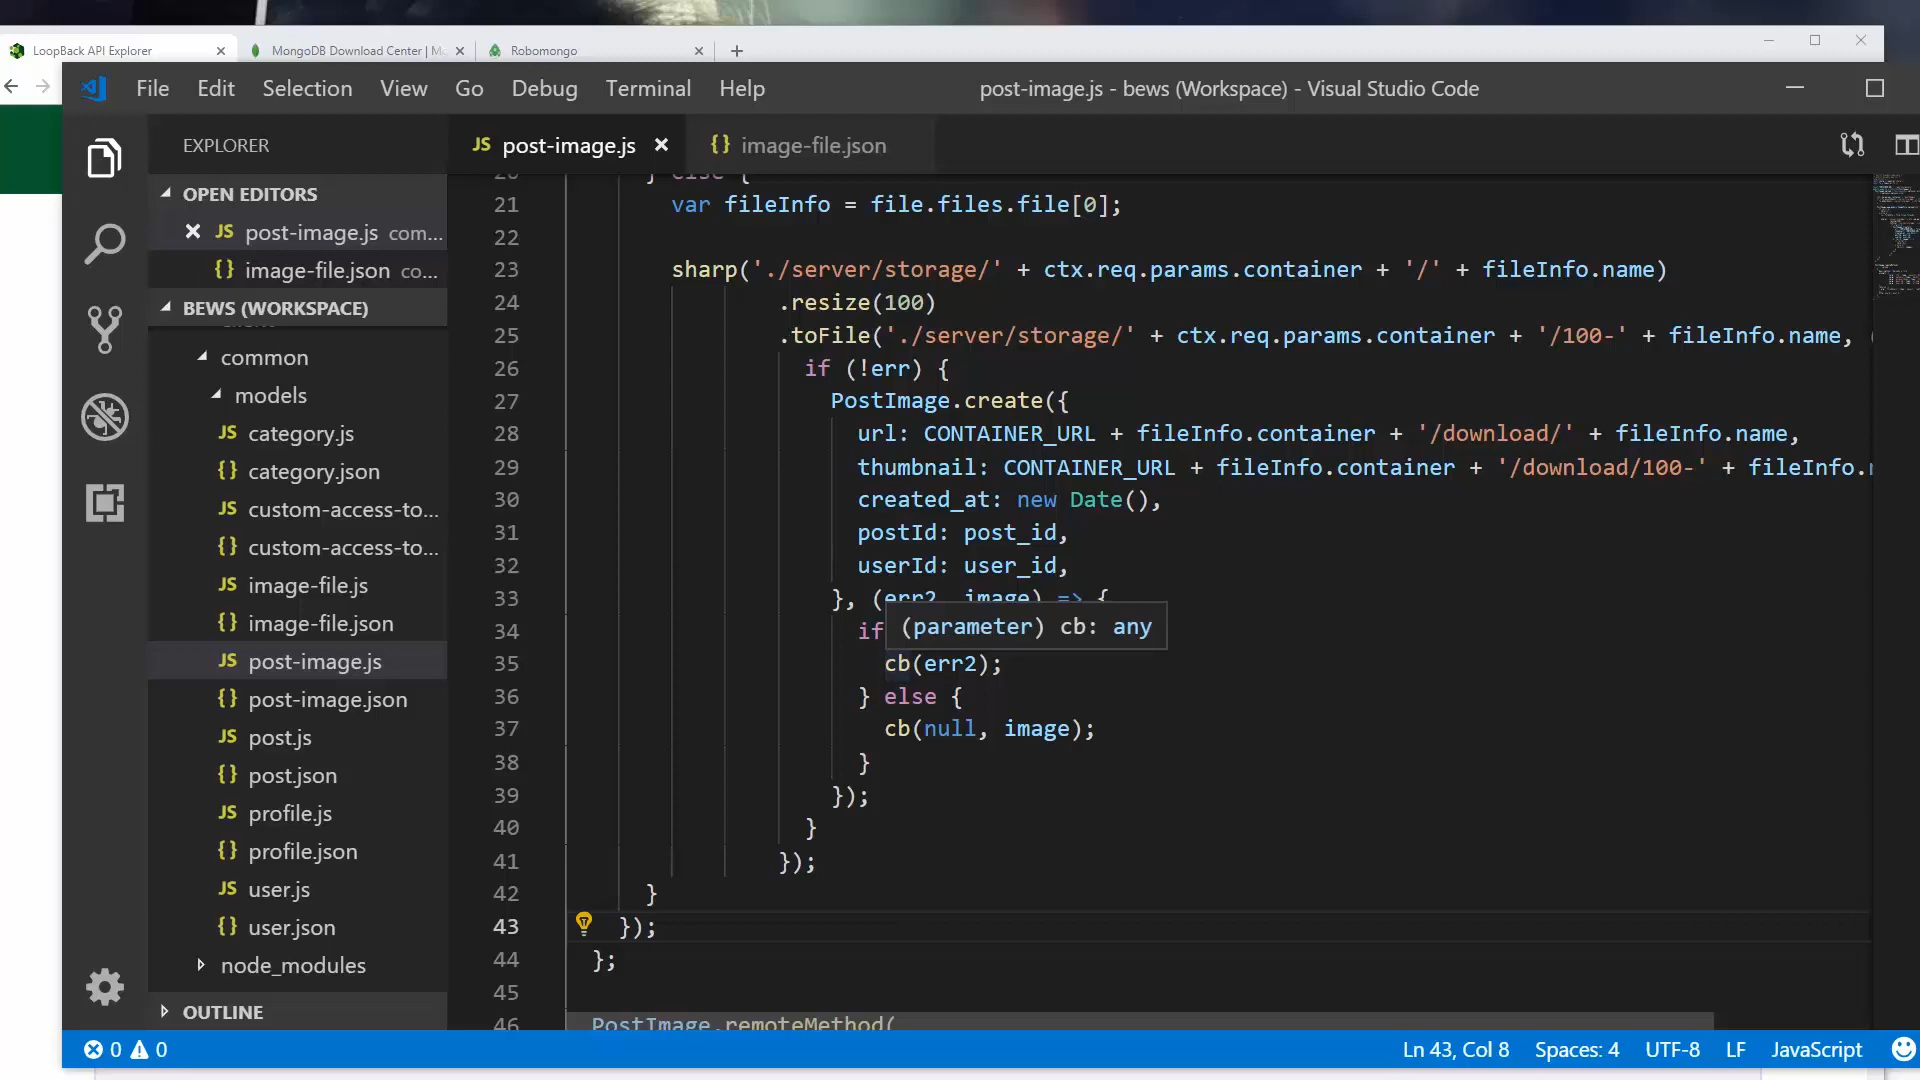 LoopBack API Explorer
MongoDB Download Center | Mo
Robomongo
File Edit Selection View Go Debug Terminal Help
post-image.js - bews (Workspace) - Visual Studio Code
EXPLORER
JS post-image.js
{} image-file.json
OPEN EDITORS
JS post-image.js com...
{} image-file.json co...
BEWS (WORKSPACE)
common
models
JS category.js
{} category.json
JS custom-access-to...
{} custom-access-to...
JS image-file.js
{} image-file.json
JS post-image.js
{} post-image.json
JS post.js
{} post.json
JS profile.js
{} profile.json
JS user.js
{} user.json
node_modules
OUTLINE
20 } else {
21 var fileInfo = file.files.file[0];
22
23 sharp('./server/storage/' + ctx.req.params.container + '/' + fileInfo.name)
24 .resize(100)
25 .toFile('./server/storage/' + ctx.req.params.container + '/100-' + fileInfo.name, (
26 if (!err) {
27 PostImage.create({
28 url: CONTAINER_URL + fileInfo.container + '/download/' + fileInfo.name,
29 thumbnail: CONTAINER_URL + fileInfo.container + '/download/100-' + fileInfo.n
30 created_at: new Date(),
31 postId: post_id,
32 userId: user_id,
33 }, (err2, image) => {
34 if
(parameter) cb: any
35 cb(err2);
36 } else {
37 cb(null, image);
38 }
39 });
40 }
41 });
42 }
43 });
44 };
45
46 PostImage.remoteMethod(
0 0
Ln 43, Col 8 Spaces: 4 UTF-8 LF JavaScript